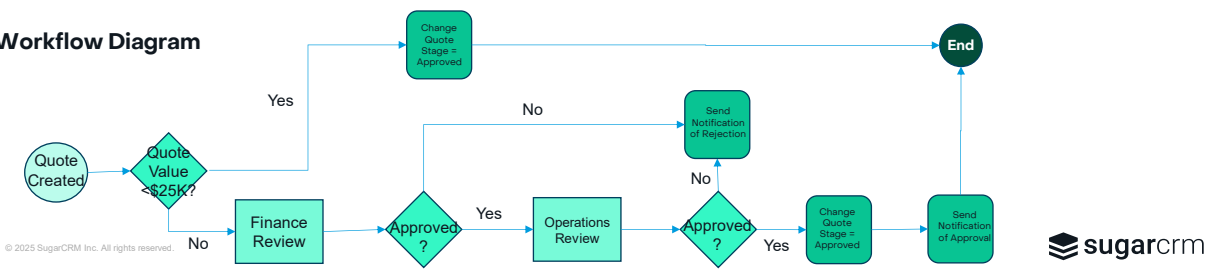 Workflow Diagram
Change
Quote
Stage =
Approved
End
Yes
No
Send
Notification
of Rejection
Quote
Created
Quote
Value
<$25K?
No
Finance
Review
Approved
?
Yes
Operations
Review
No
Approved
?
Yes
Change
Quote
Stage =
Approved
Send
Notification
of Approval
© 2025 SugarCRM Inc. All rights reserved.
sugarcrm